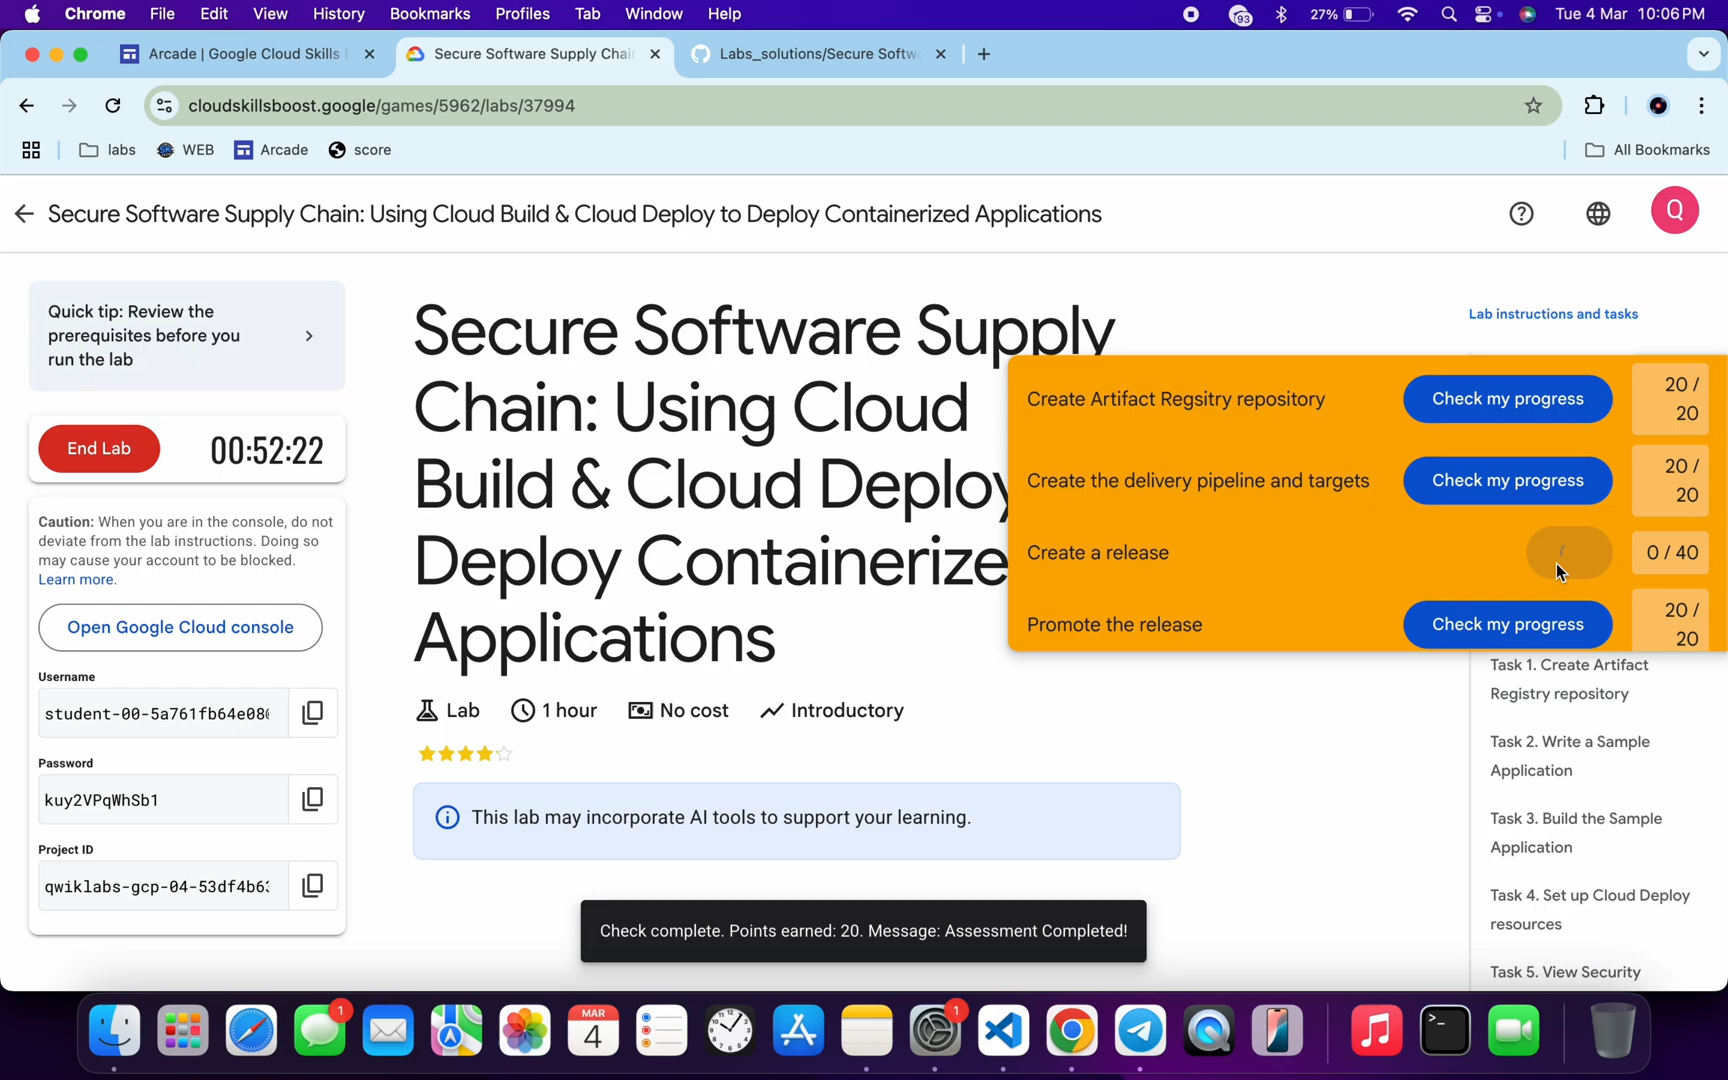 Chrome File Edit View History Bookmarks Profiles Tab Window Help 93 27% Tue 4 Mar 10:06 PM
Arcade | Google Cloud Skills Secure Software Supply Chai Labs_solutions/Secure Softw
cloudskillsboost.google/games/5962/labs/37994
labs WEB Arcade score All Bookmarks
Secure Software Supply Chain: Using Cloud Build & Cloud Deploy to Deploy Containerized Applications
Q
Quick tip: Review the
prerequisites before you
run the lab
End Lab 00:52:22
Caution: When you are in the console, do not
deviate from the lab instructions. Doing so
may cause your account to be blocked.
Learn more.
Open Google Cloud console
Username
student-00-5a761fb64e08
Password
kuy2VPqWhSb1
Project ID
qwiklabs-gcp-04-53df4b6
Secure Software Supply
Chain: Using Cloud
Build & Cloud Deploy
Deploy Containerize
Applications
Lab 1 hour No cost Introductory
This lab may incorporate AI tools to support your learning.
Check complete. Points earned: 20. Message: Assessment Completed!
Lab instructions and tasks
Create Artifact Regsitry repository Check my progress 20 /
20
Create the delivery pipeline and targets Check my progress 20 /
20
Create a release 0 / 40
Promote the release Check my progress 20 /
20
Task 1. Create Artifact
Registry repository
Task 2. Write a Sample
Application
Task 3. Build the Sample
Application
Task 4. Set up Cloud Deploy
resources
Task 5. View Security
1 MAR 4 1